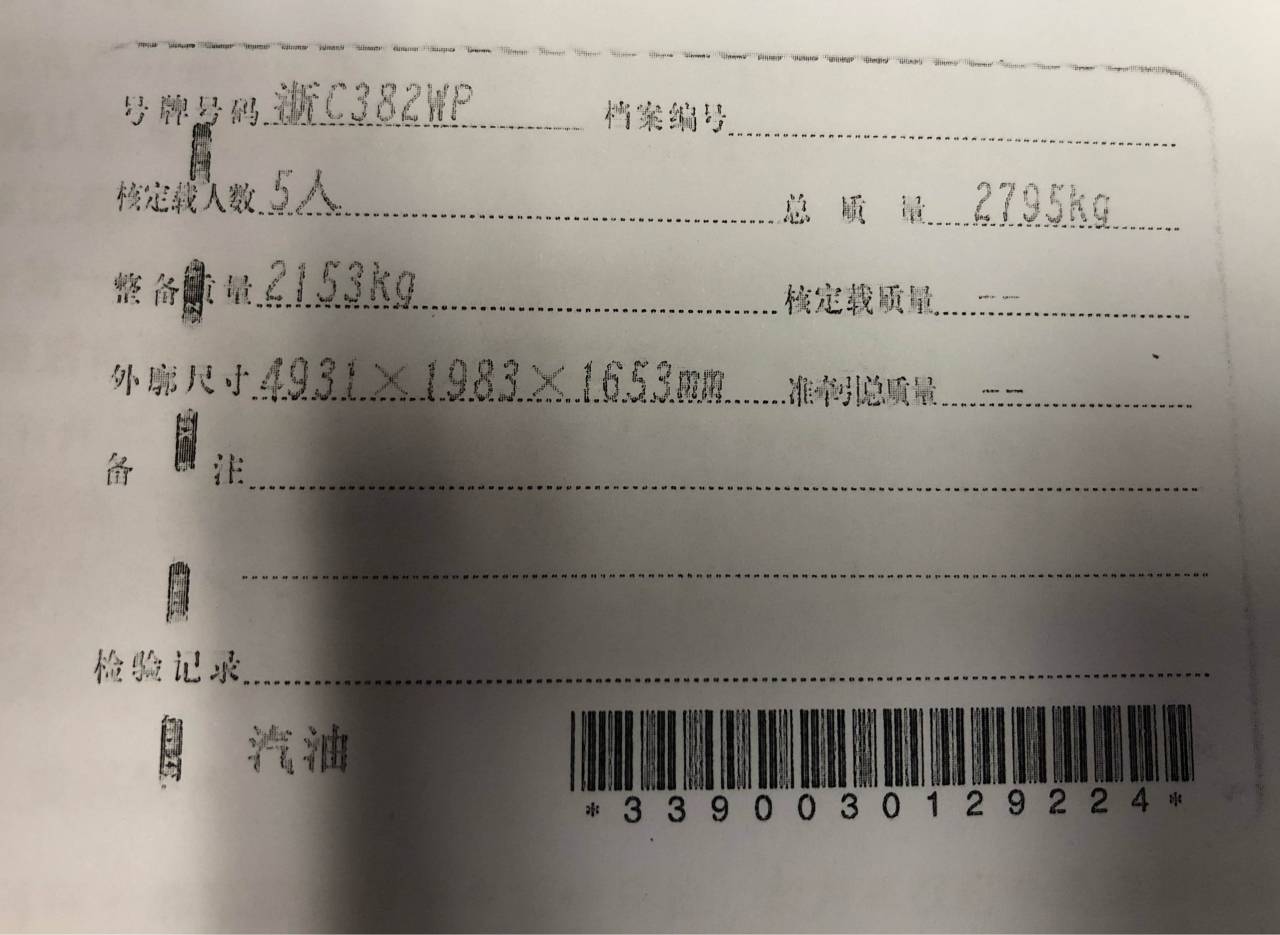 号牌号码 浙C382WP 档案编号
核定载人数 5人 总质量 2795kg
整备质量 2153kg 核定载质量 --
外廓尺寸 4931×1983×1653mm 准牵引总质量 --
备注
检验记录
汽油
*3390030129224*